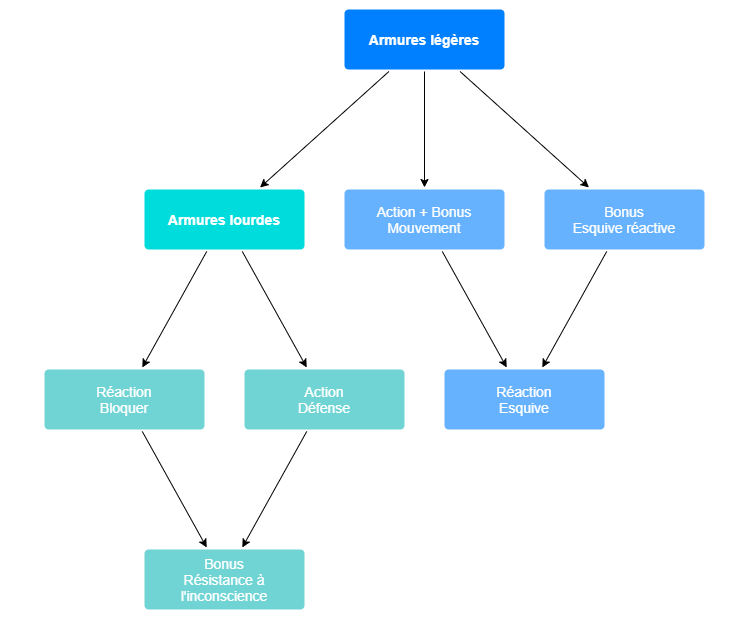 Armures légères
Armures lourdes
Action + Bonus
Mouvement
Bonus
Esquive réactive
Réaction
Bloquer
Action
Défense
Réaction
Esquive
Bonus
Résistance à
l'inconscience